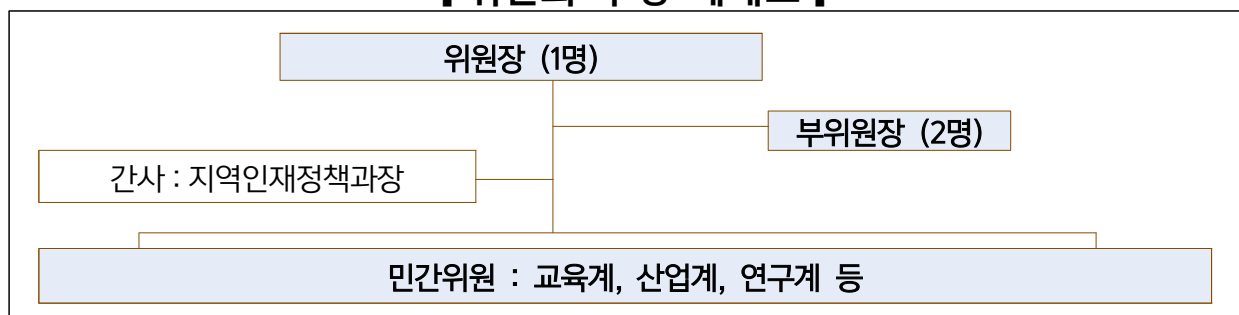 위원장 (1명)
부위원장 (2명)
간사 : 지역인재정책과장
민간위원 : 교육계, 산업계, 연구계 등